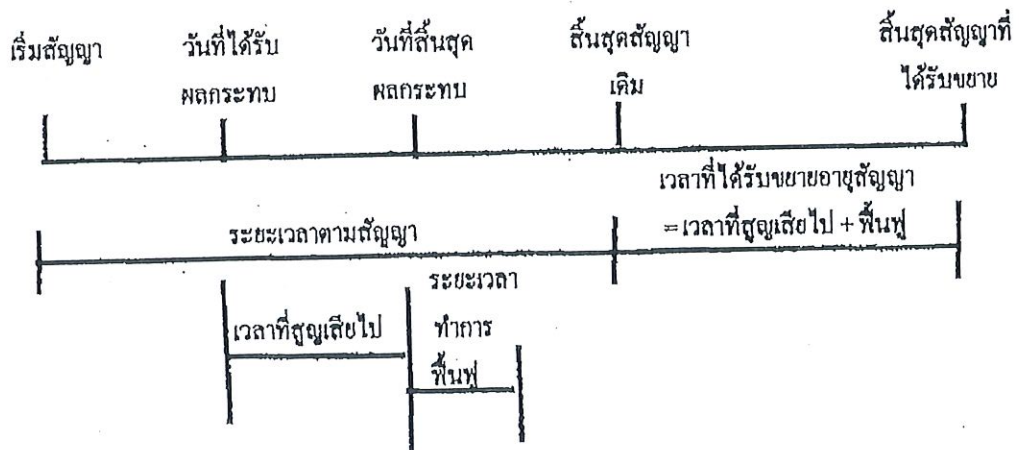 เริ่มสัญญา
วันที่ได้รับ
ผลกระทบ
วันที่สิ้นสุด
ผลกระทบ
สิ้นสุดสัญญา
เดิม
สิ้นสุดสัญญาที่
ได้รับขยาย
เวลาที่ได้รับขยายอายุสัญญา
=เวลาที่สูญเสียไป + ฟื้นฟู
ระยะเวลาตามสัญญา
เวลาที่สูญเสียไป
ระยะเวลา
ทำการ
ฟื้นฟู